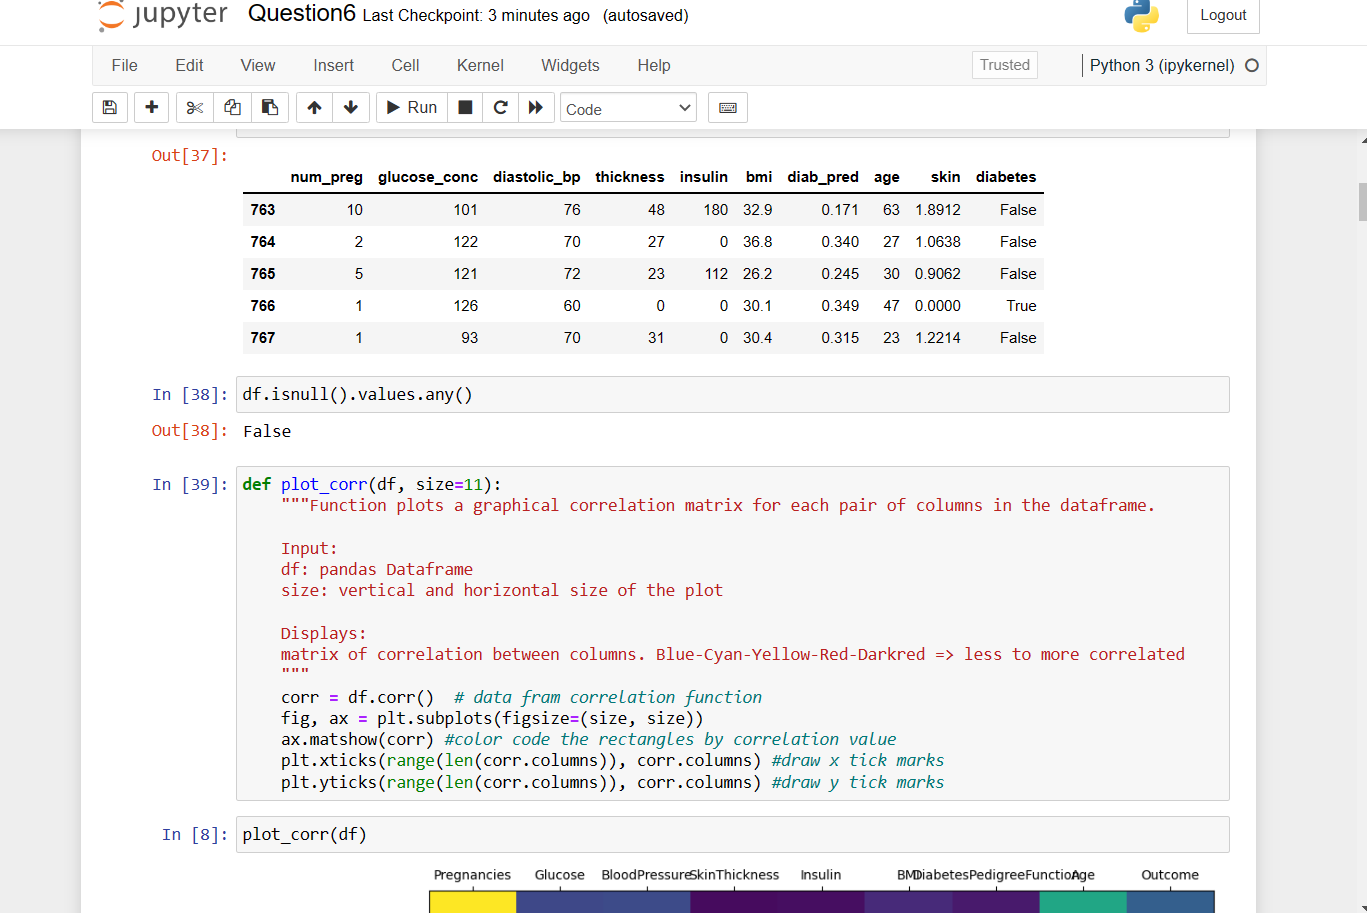 jupyter Question6 Last Checkpoint: 3 minutes ago (autosaved)
Logout
File Edit View Insert Cell Kernel Widgets Help
Trusted
Python 3 (ipykernel)
Run
Code
Out[37]:
num_preg glucose_conc diastolic_bp thickness insulin bmi diab_pred age skin diabetes
763 10 101 76 48 180 32.9 0.171 63 1.8912 False
764 2 122 70 27 0 36.8 0.340 27 1.0638 False
765 5 121 72 23 112 26.2 0.245 30 0.9062 False
766 1 126 60 0 0 30.1 0.349 47 0.0000 True
767 1 93 70 31 0 30.4 0.315 23 1.2214 False
In [38]: df.isnull().values.any()
Out[38]: False
In [39]: def plot_corr(df, size=11):
"""Function plots a graphical correlation matrix for each pair of columns in the dataframe.
Input:
df: pandas Dataframe
size: vertical and horizontal size of the plot
Displays:
matrix of correlation between columns. Blue-Cyan-Yellow-Red-Darkred => less to more correlated
"""
corr = df.corr() # data fram correlation function
fig, ax = plt.subplots(figsize=(size, size))
ax.matshow(corr) #color code the rectangles by correlation value
plt.xticks(range(len(corr.columns)), corr.columns) #draw x tick marks
plt.yticks(range(len(corr.columns)), corr.columns) #draw y tick marks
In [8]: plot_corr(df)
Pregnancies Glucose BloodPressure SkinThickness Insulin BMI DiabetesPedigreeFunction Age Outcome